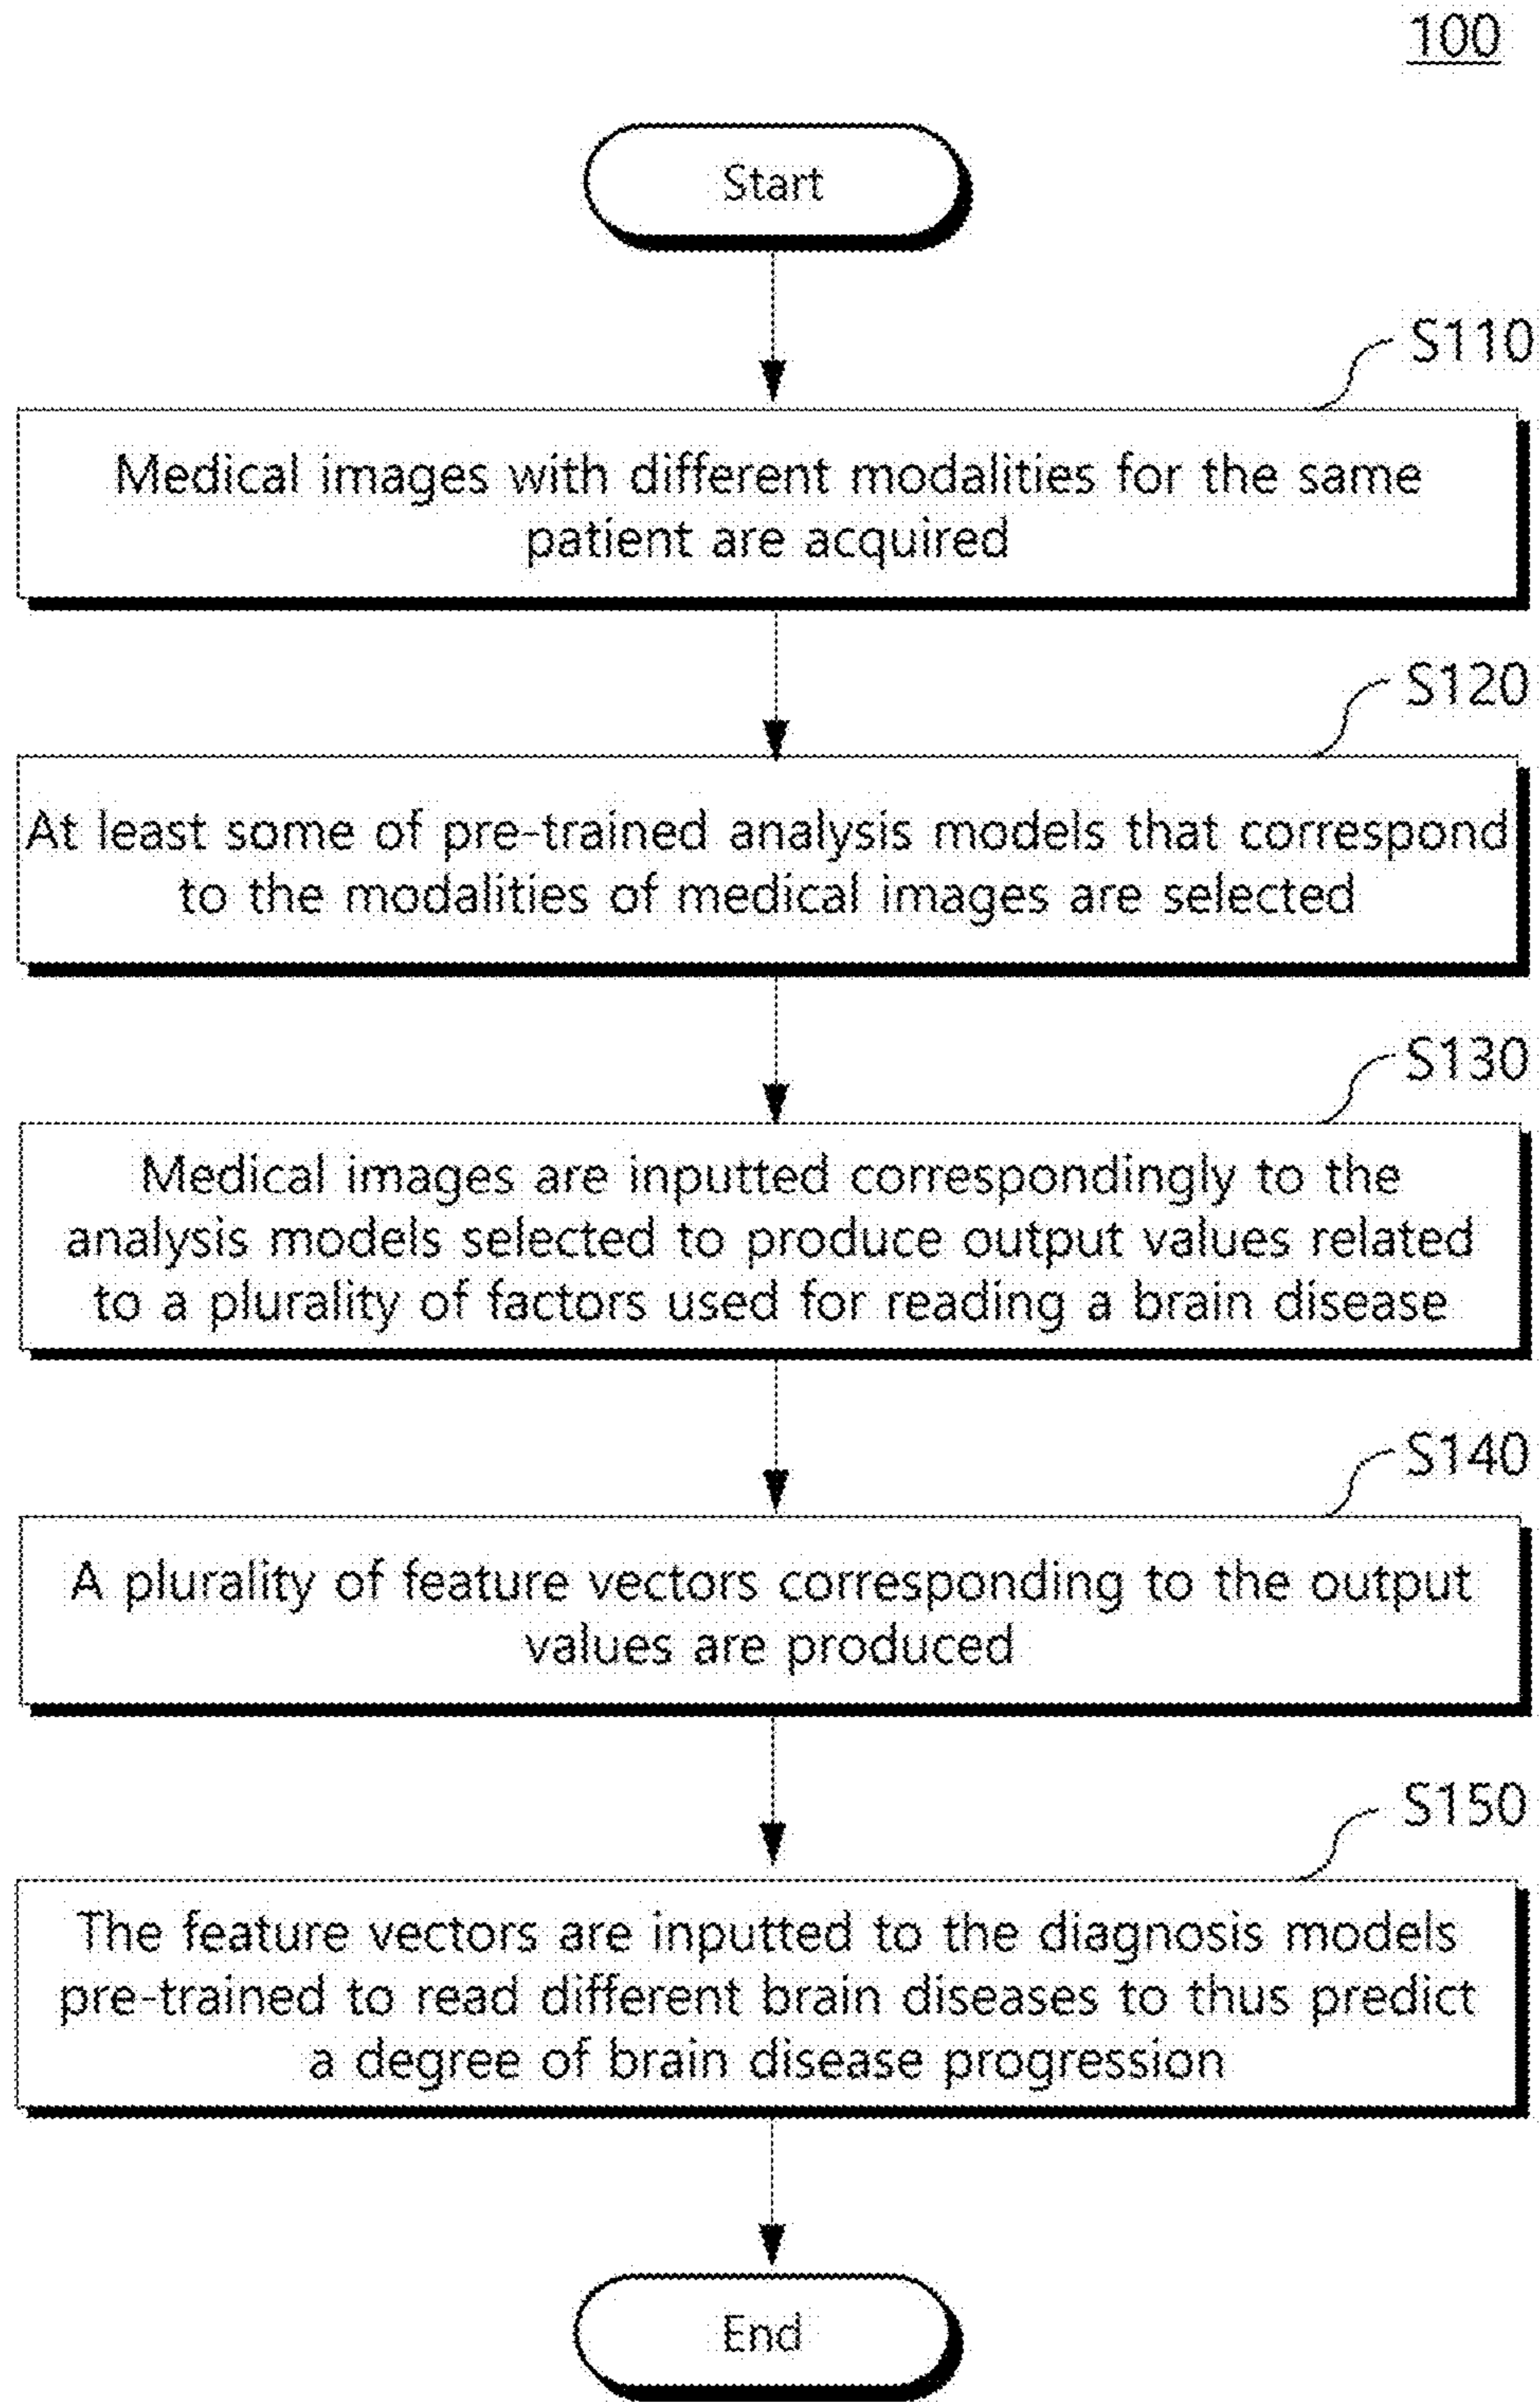 100
Start
S110
Medical images with different modalities for the same
patient are acquired
S120
At least some of pre-trained analysis models that correspond
to the modalities of medical images are selected
S130
Medical images are inputted correspondingly to the
analysis models selected to produce output values related
to a plurality of factors used for reading a brain disease
S140
A plurality of feature vectors corresponding to the output
values are produced
S150
The feature vectors are inputted to the diagnosis models
pre-trained to read different brain diseases to thus predict
a degree of brain disease progression
End